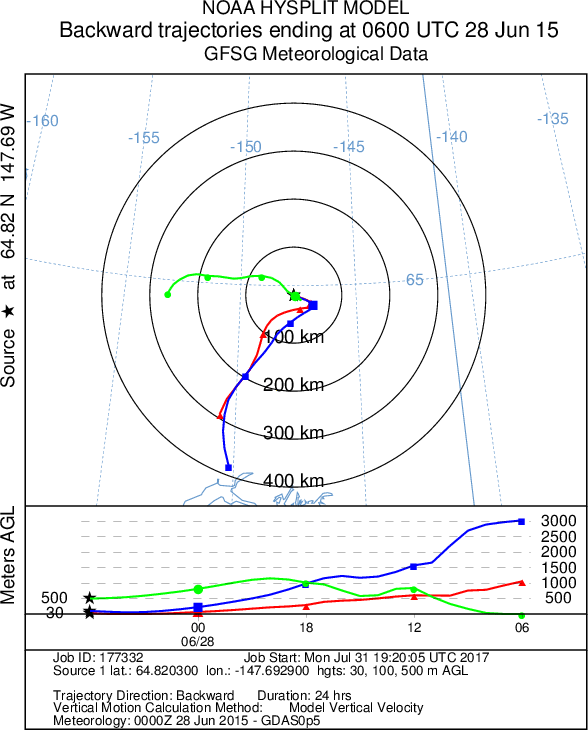 NOAA HYSPLIT MODEL
Backward trajectories ending at 0600 UTC 28 Jun 15
GFSG Meteorological Data
Source ★ at 64.82 N 147.69 W
-160
-155
-150
-145
-140
-135
65
100 km
200 km
300 km
400 km
Meters AGL
500
30
3000
2500
2000
1500
1000
500
00 18 12 06
06/28
Job ID: 177332 Job Start: Mon Jul 31 19:20:05 UTC 2017
Source 1 lat.: 64.820300 lon.: -147.692900 hgts: 30, 100, 500 m AGL
Trajectory Direction: Backward Duration: 24 hrs
Vertical Motion Calculation Method: Model Vertical Velocity
Meteorology: 0000Z 28 Jun 2015 - GDAS0p5